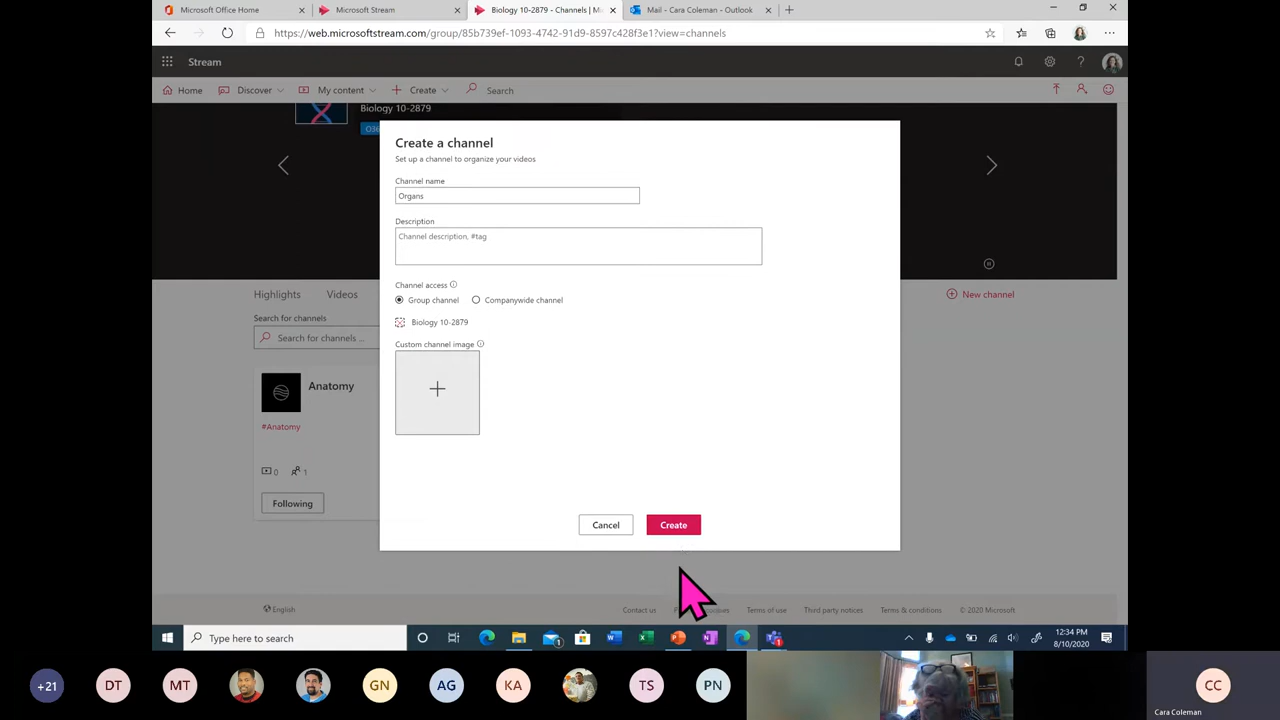 Microsoft Office Home
Microsoft Stream
Biology 10-2879 - Channels | M
Mail - Cara Coleman - Outlook
https://web.microsoftstream.com/group/85b739ef-1093-4742-91d9-8597c428f3e1?view=channels
Stream
Home
Discover
My content
Create
Search
Biology 10-2879
O36
Create a channel
Set up a channel to organize your videos
Channel name
Organs
Description
Channel description, #tag
Channel access
Group channel
Companywide channel
Biology 10-2879
Custom channel image
Cancel
Create
Highlights
Videos
New channel
Search for channels
Search for channels ...
Anatomy
#Anatomy
0
1
Following
English
Contact us
Terms of use
Third party notices
Terms & conditions
© 2020 Microsoft
Type here to search
12:34 PM
8/10/2020
+21
DT
MT
GN
AG
KA
TS
PN
CC
Cara Coleman